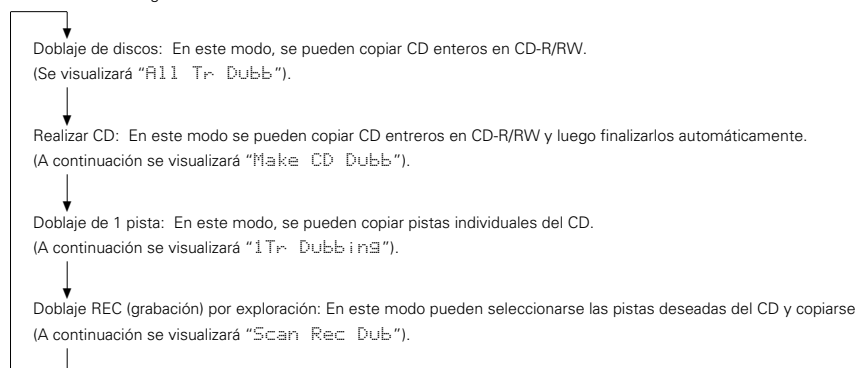 Doblaje de discos: En este modo, se pueden copiar CD enteros en CD-R/RW.
(Se visualizará “All Tr Dubb”).
Realizar CD: En este modo se pueden copiar CD entreros en CD-R/RW y luego finalizarlos automáticamente.
(A continuación se visualizará “Make CD Dubb”).
Doblaje de 1 pista: En este modo, se pueden copiar pistas individuales del CD.
(A continuación se visualizará “1Tr Dubbing”).
Doblaje REC (grabación) por exploración: En este modo pueden seleccionarse las pistas deseadas del CD y copiarse
(A continuación se visualizará “Scan Rec Dub”).